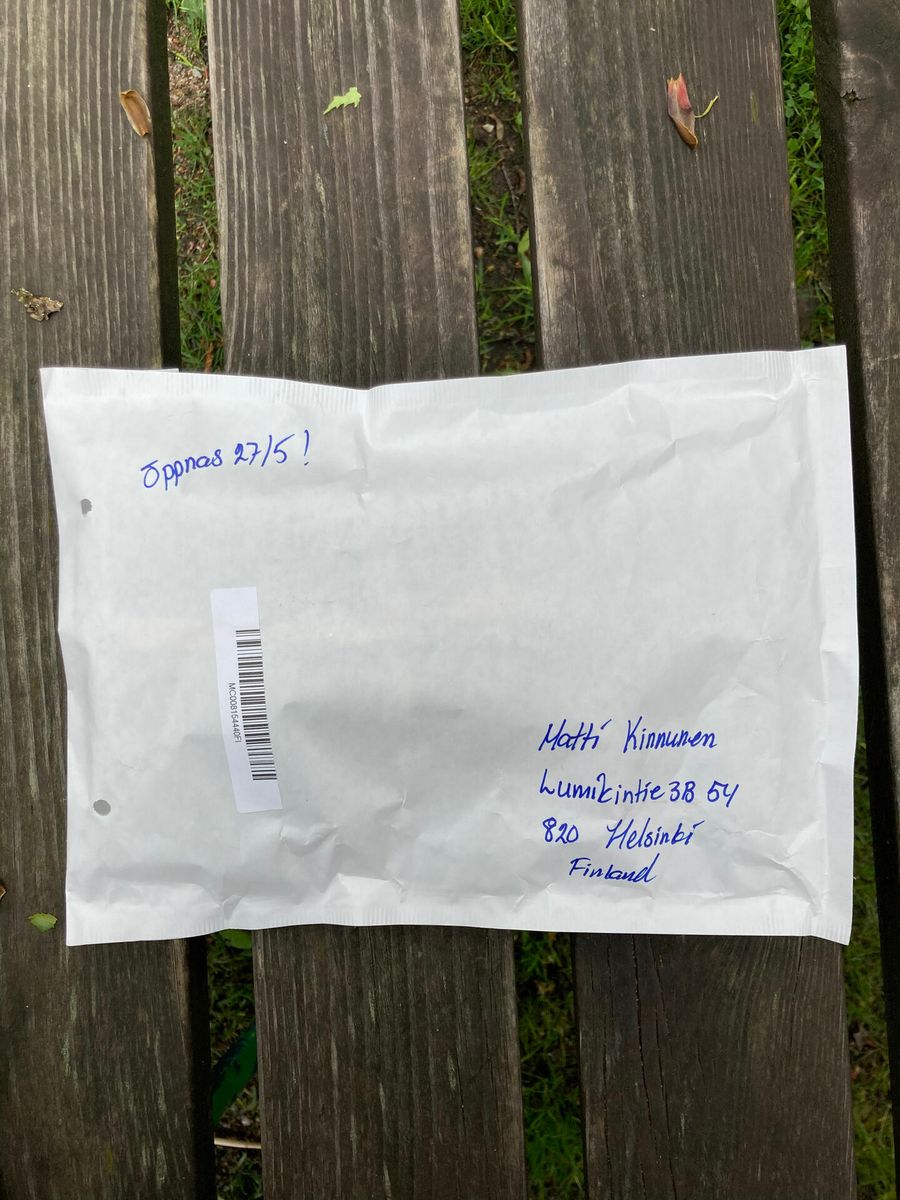 Öppnas 27/5!
MC008154440FI
Matti Kinnunen
Lumikintie 3B 54
820 Helsinki
Finland